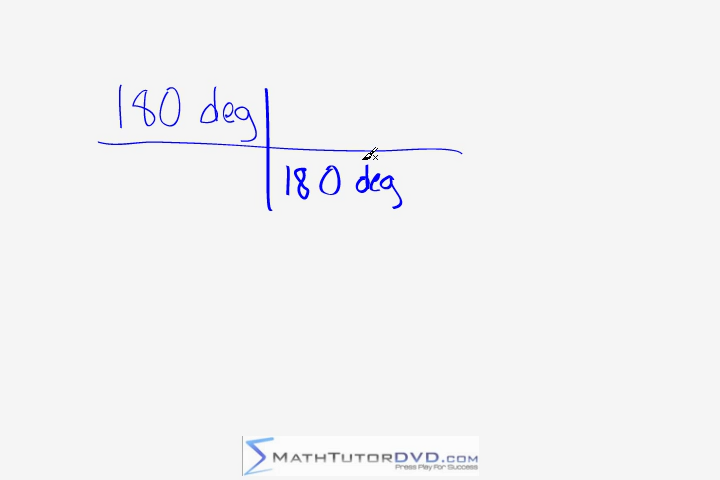 180 deg
180 deg
MATHTUTORDVD.COM
Press Play For Success